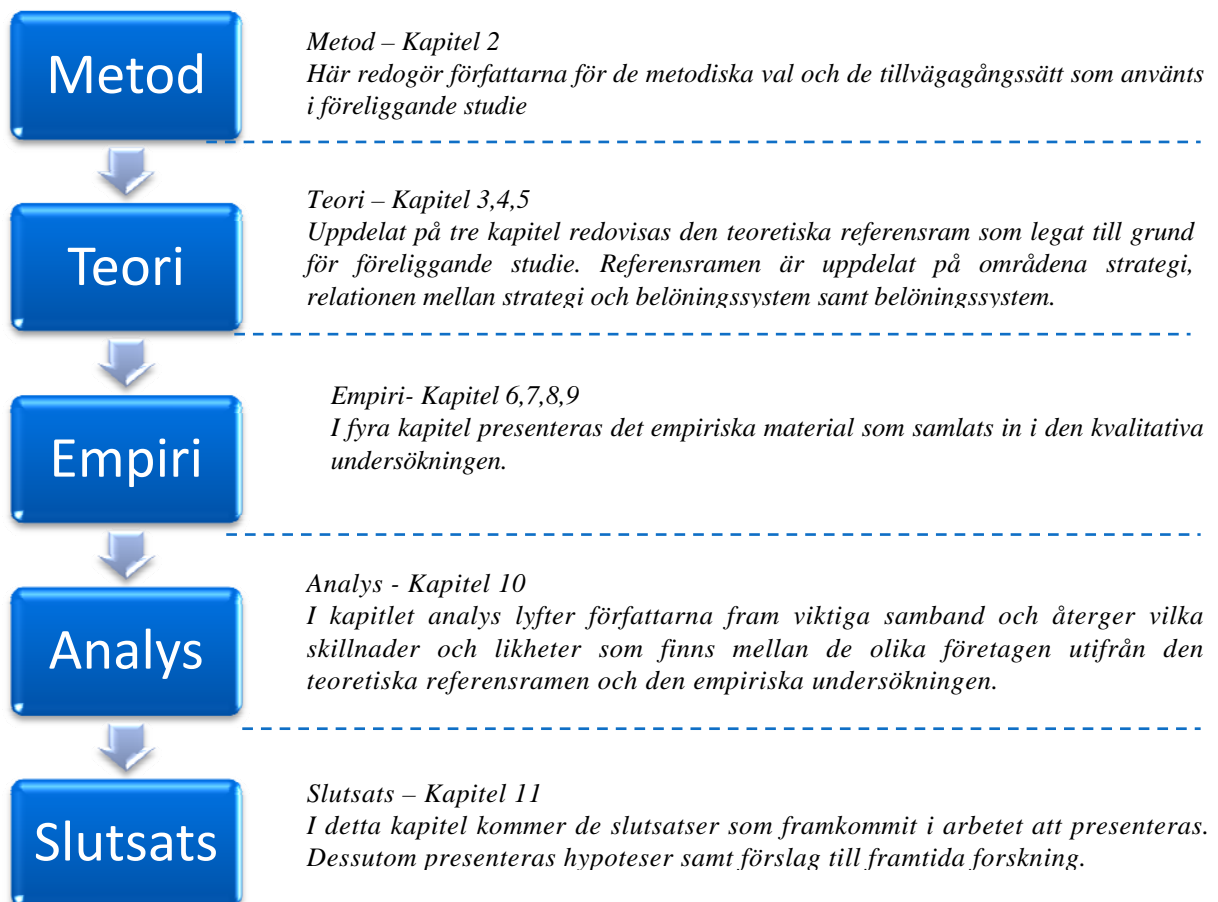 Metod
Metod – Kapitel 2
Här redogör författarna för de metodiska val och de tillvägagångssätt som använts
i föreliggande studie
Teori
Teori – Kapitel 3,4,5
Uppdelat på tre kapitel redovisas den teoretiska referensram som legat till grund
för föreliggande studie. Referensramen är uppdelat på områdena strategi,
relationen mellan strategi och belöningssystem samt belöningssystem.
Empiri
Empiri- Kapitel 6,7,8,9
I fyra kapitel presenteras det empiriska material som samlats in i den kvalitativa
undersökningen.
Analys
Analys - Kapitel 10
I kapitlet analys lyfter författarna fram viktiga samband och återger vilka
skillnader och likheter som finns mellan de olika företagen utifrån den
teoretiska referensramen och den empiriska undersökningen.
Slutsats
Slutsats – Kapitel 11
I detta kapitel kommer de slutsatser som framkommit i arbetet att presenteras.
Dessutom presenteras hypoteser samt förslag till framtida forskning.